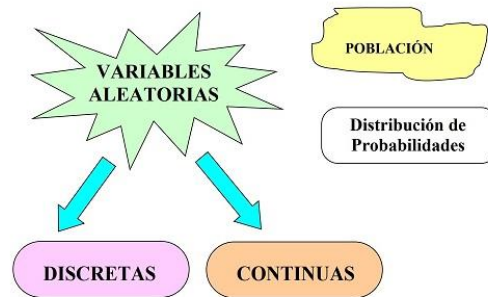 VARIABLES
ALEATORIAS
POBLACIÓN
Distribución de
Probabilidades
DISCRETAS
CONTINUAS